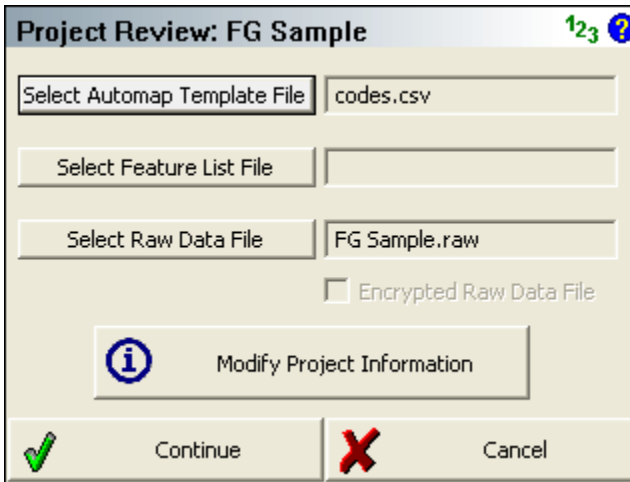 Project Review: FG Sample 123 ?
Select Automap Template File codes.csv
Select Feature List File
Select Raw Data File FG Sample.raw
Encrypted Raw Data File
i Modify Project Information
Continue Cancel